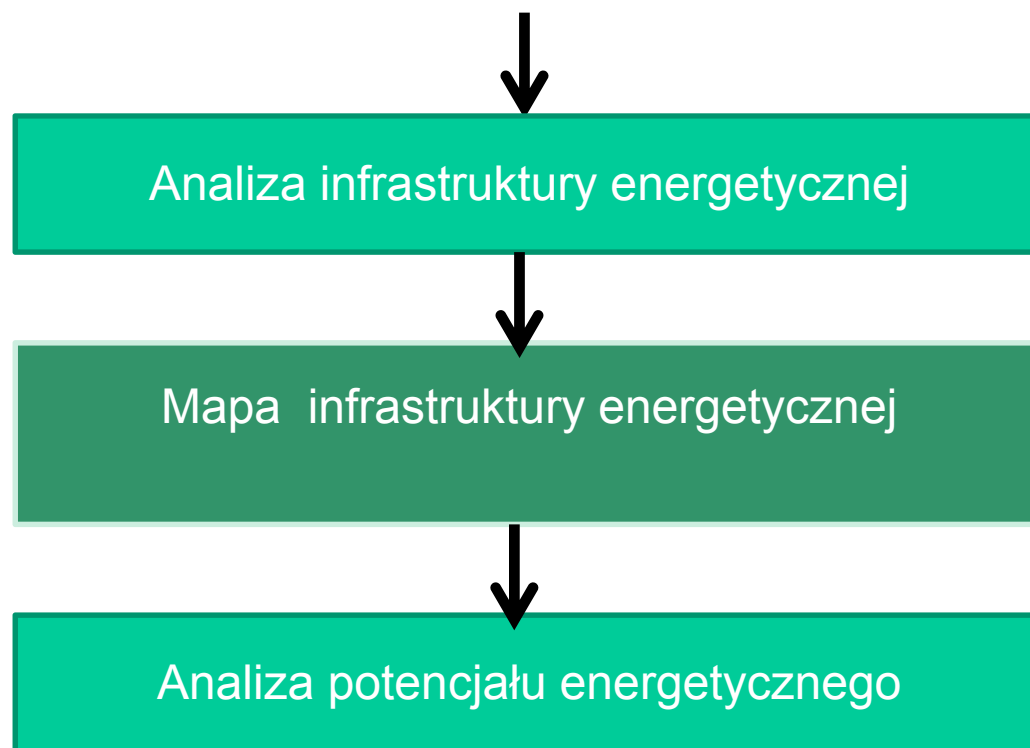 Analiza infrastruktury energetycznej
Mapa  infrastruktury energetycznej
Analiza potencjału energetycznego